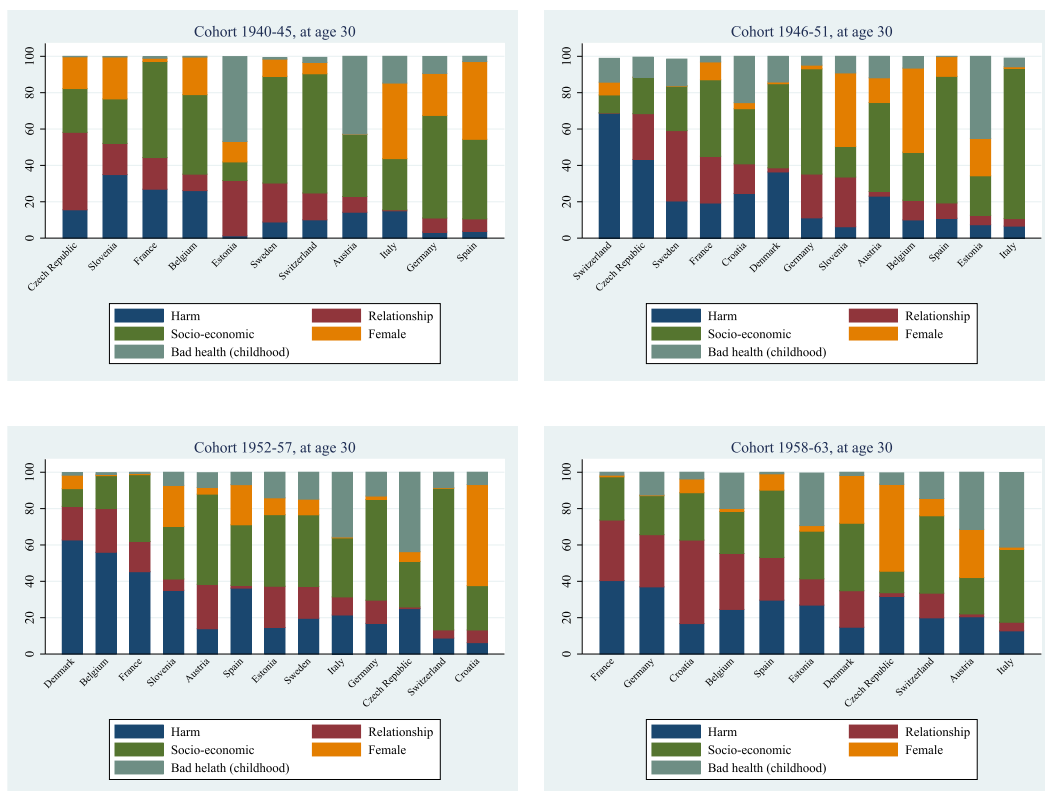 Cohort 1940-45, at age 30
100
80
60
40
20
0
Czech Republic
Slovenia
France
Belgium
Estonia
Sweden
Switzerland
Austria
Italy
Germany
Spain
Harm
Relationship
Socio-economic
Female
Bad health (childhood)
Cohort 1946-51, at age 30
100
80
60
40
20
0
Switzerland
Czech Republic
Sweden
France
Croatia
Denmark
Germany
Slovenia
Austria
Belgium
Spain
Estonia
Italy
Harm
Relationship
Socio-economic
Female
Bad health (childhood)
Cohort 1952-57, at age 30
100
80
60
40
20
0
Denmark
Belgium
France
Slovenia
Austria
Spain
Estonia
Sweden
Italy
Germany
Czech Republic
Switzerland
Croatia
Harm
Relationship
Socio-economic
Female
Bad helath (childhood)
Cohort 1958-63, at age 30
100
80
60
40
20
0
France
Germany
Croatia
Belgium
Spain
Estonia
Denmark
Czech Republic
Switzerland
Austria
Italy
Harm
Relationship
Socio-economic
Female
Bad health (childhood)